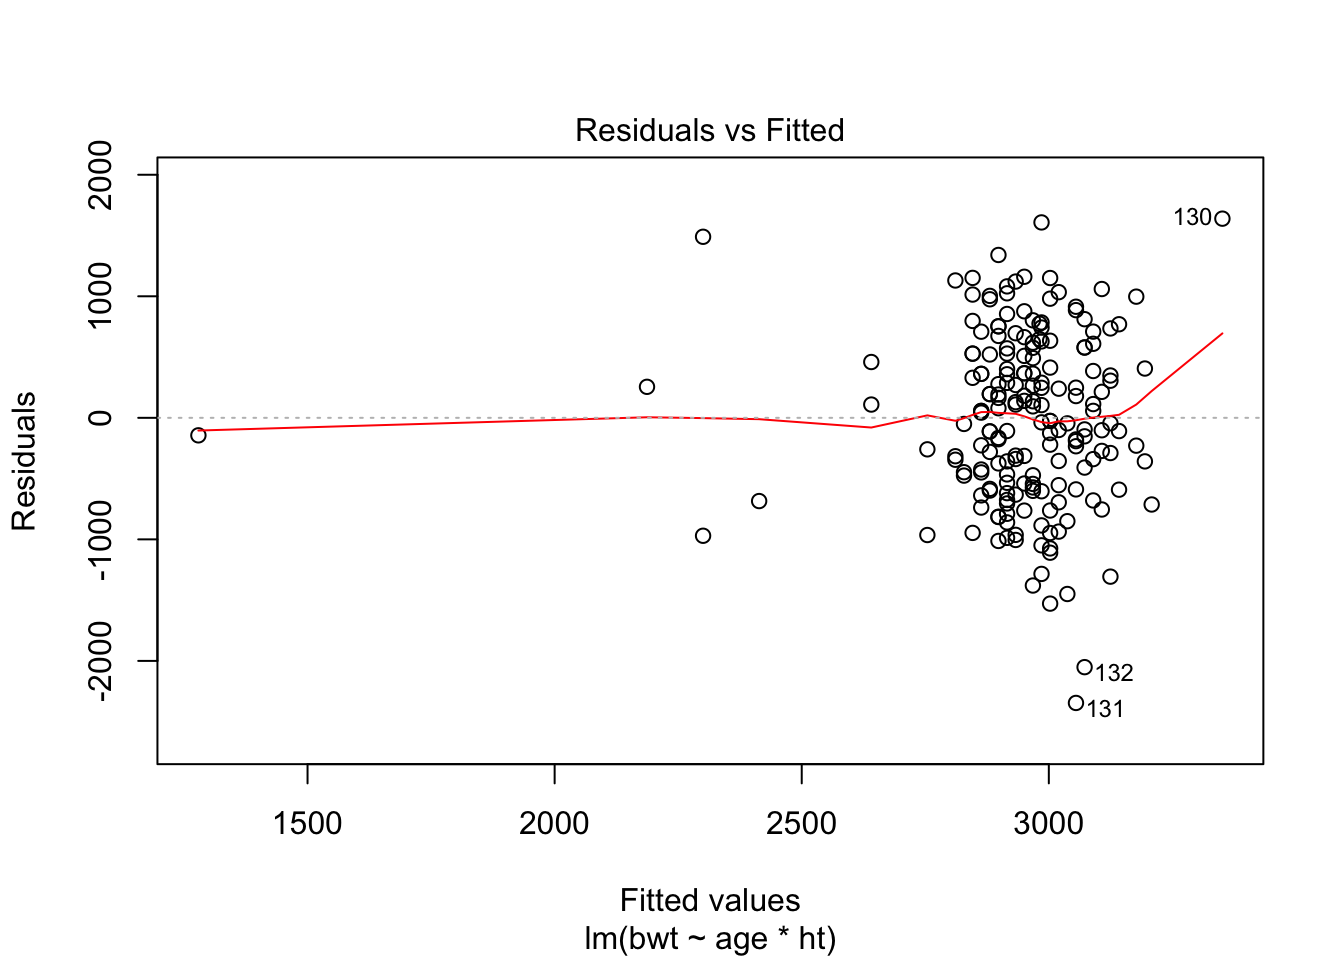 Residuals vs Fitted
Residuals
2000
1000
0
-1000
-2000
130
132
131
1500 2000 2500 3000
Fitted values
lm(bwt ~ age * ht)